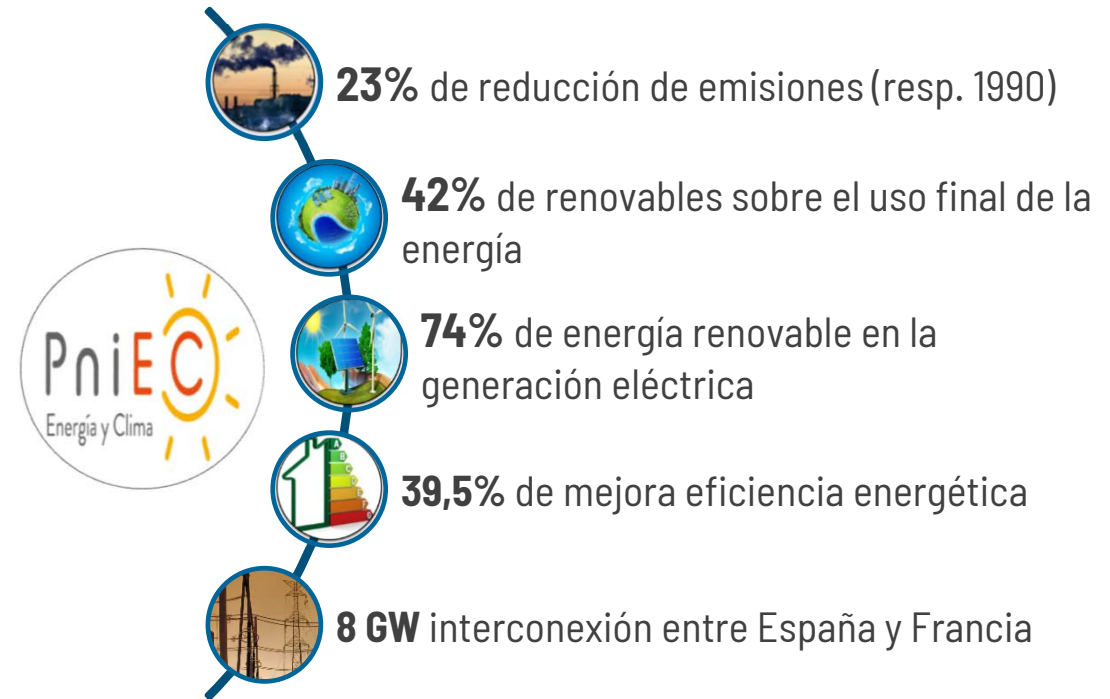 23% de reducción de emisiones (resp. 1990)
42% de renovables sobre el uso final de la
energía
74% de energía renovable en la
generación eléctrica
PniEC
Energía y Clima
39,5% de mejora eficiencia energética
8 GW interconexión entre España y Francia